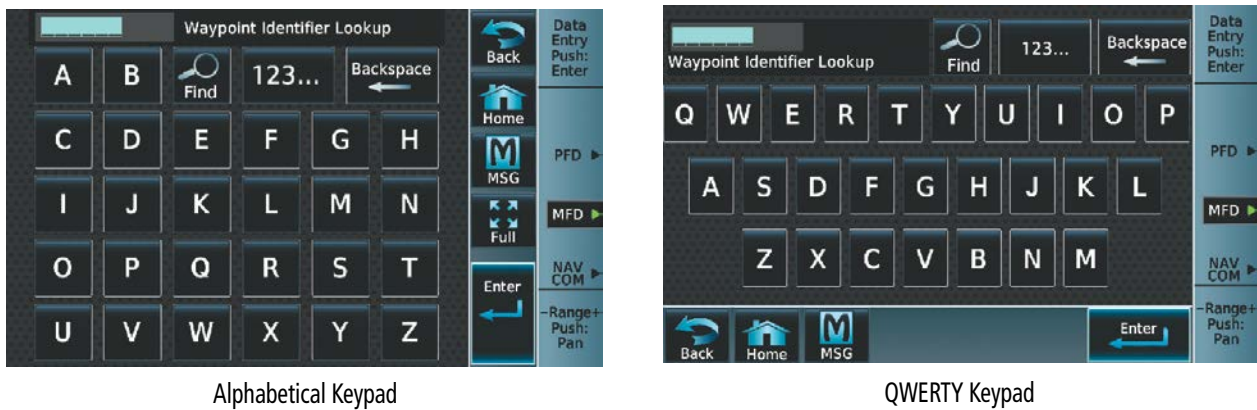 Waypoint Identifier Lookup
A B Find 123... Backspace
C D E F G H
I J K L M N
O P Q R S T
U V W X Y Z
Back
Home
MSG
Full
Enter
Data
Entry
Push:
Enter
PFD
MFD
NAV
COM
-Range+
Push:
Pan
Alphabetical Keypad
Waypoint Identifier Lookup
Find 123... Backspace
Q W E R T Y U I O P
A S D F G H J K L
Z X C V B N M
Back Home MSG Enter
Data
Entry
Push:
Enter
PFD
MFD
NAV
COM
-Range+
Push:
Pan
QWERTY Keypad